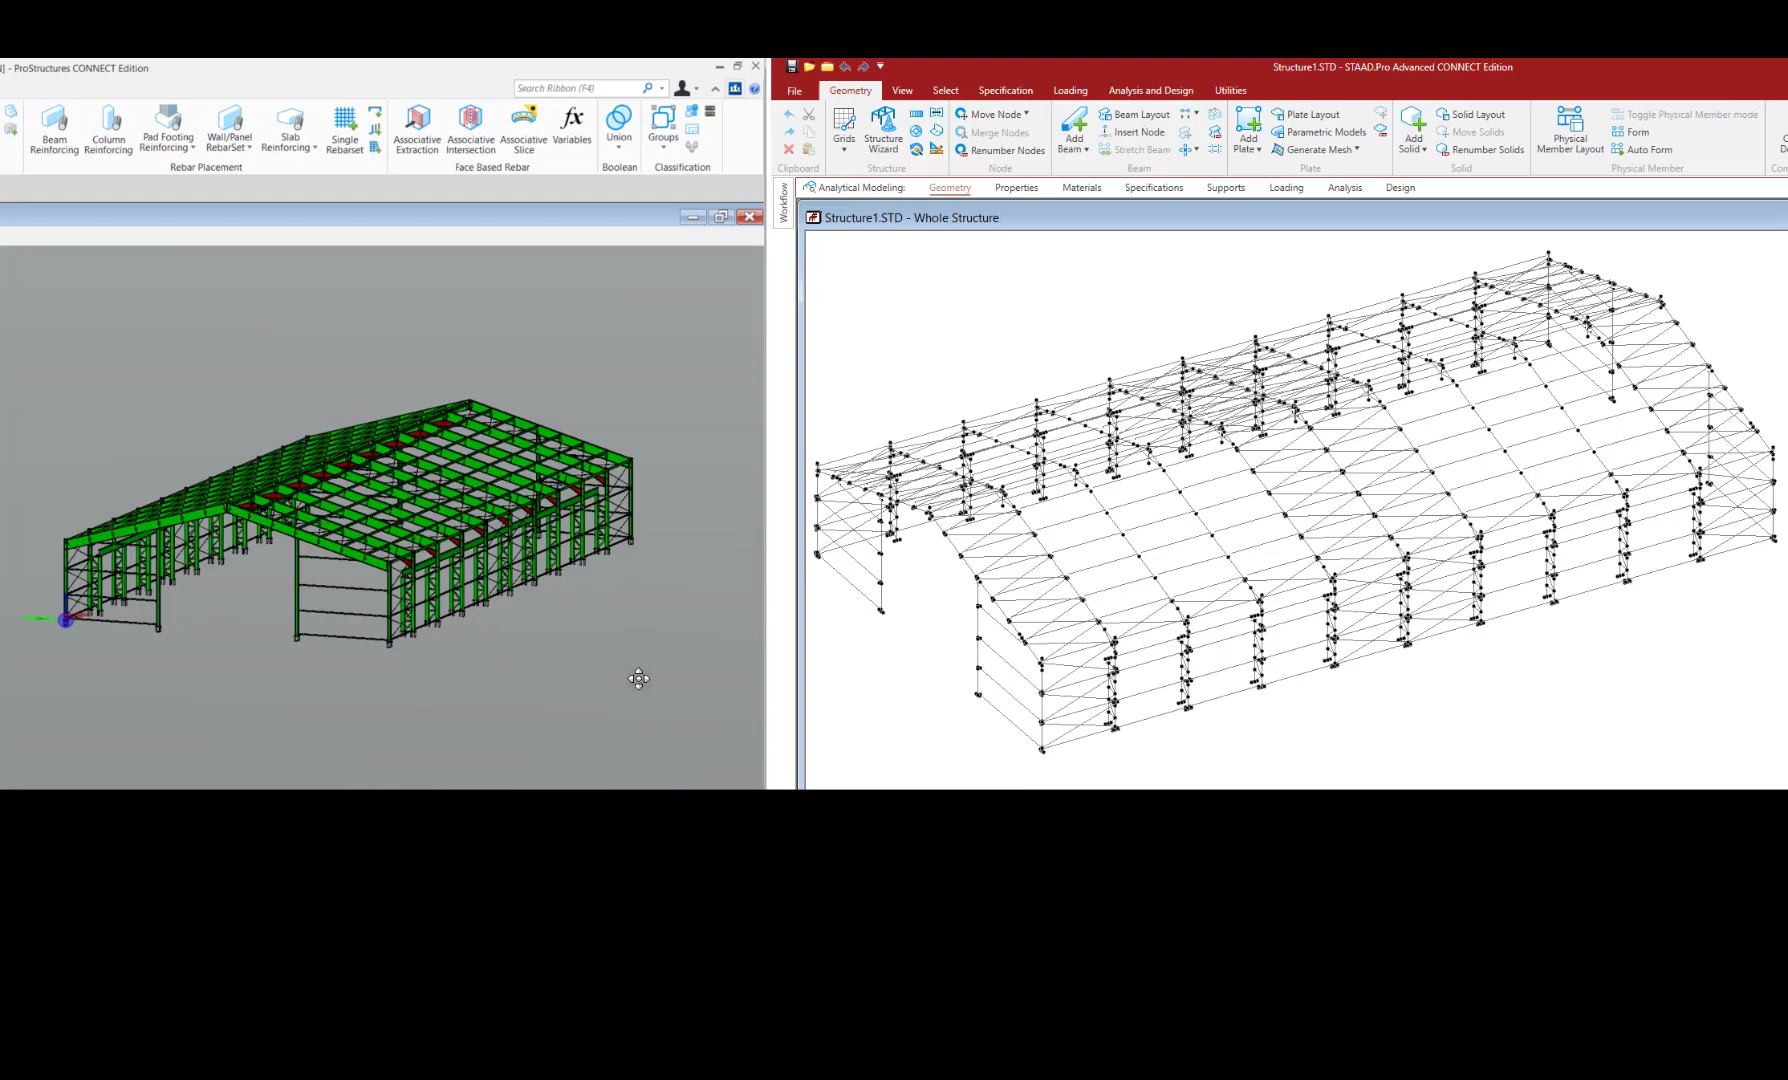 ] - ProStructures CONNECT Edition
Search Ribbon (F4)
Beam Reinforcing
Column Reinforcing
Pad Footing Reinforcing
Wall/Panel RebarSet
Slab Reinforcing
Single Rebarset
Rebar Placement
Associative Extraction
Associative Intersection
Associative Slice
Variables
Face Based Rebar
Union
Boolean
Groups
Classification
Structure1.STD - STAAD.Pro Advanced CONNECT Edition
File
Geometry
View
Select
Specification
Loading
Analysis and Design
Utilities
Clipboard
Grids
Structure Wizard
Structure
Move Node
Merge Nodes
Renumber Nodes
Node
Add Beam
Beam Layout
Insert Node
Stretch Beam
Beam
Add Plate
Plate Layout
Parametric Models
Generate Mesh
Plate
Add Solid
Solid Layout
Move Solids
Renumber Solids
Solid
Physical Member Layout
Toggle Physical Member mode
Form
Auto Form
Physical Member
Workflow
Analytical Modeling:
Geometry
Properties
Materials
Specifications
Supports
Loading
Analysis
Design
Structure1.STD - Whole Structure